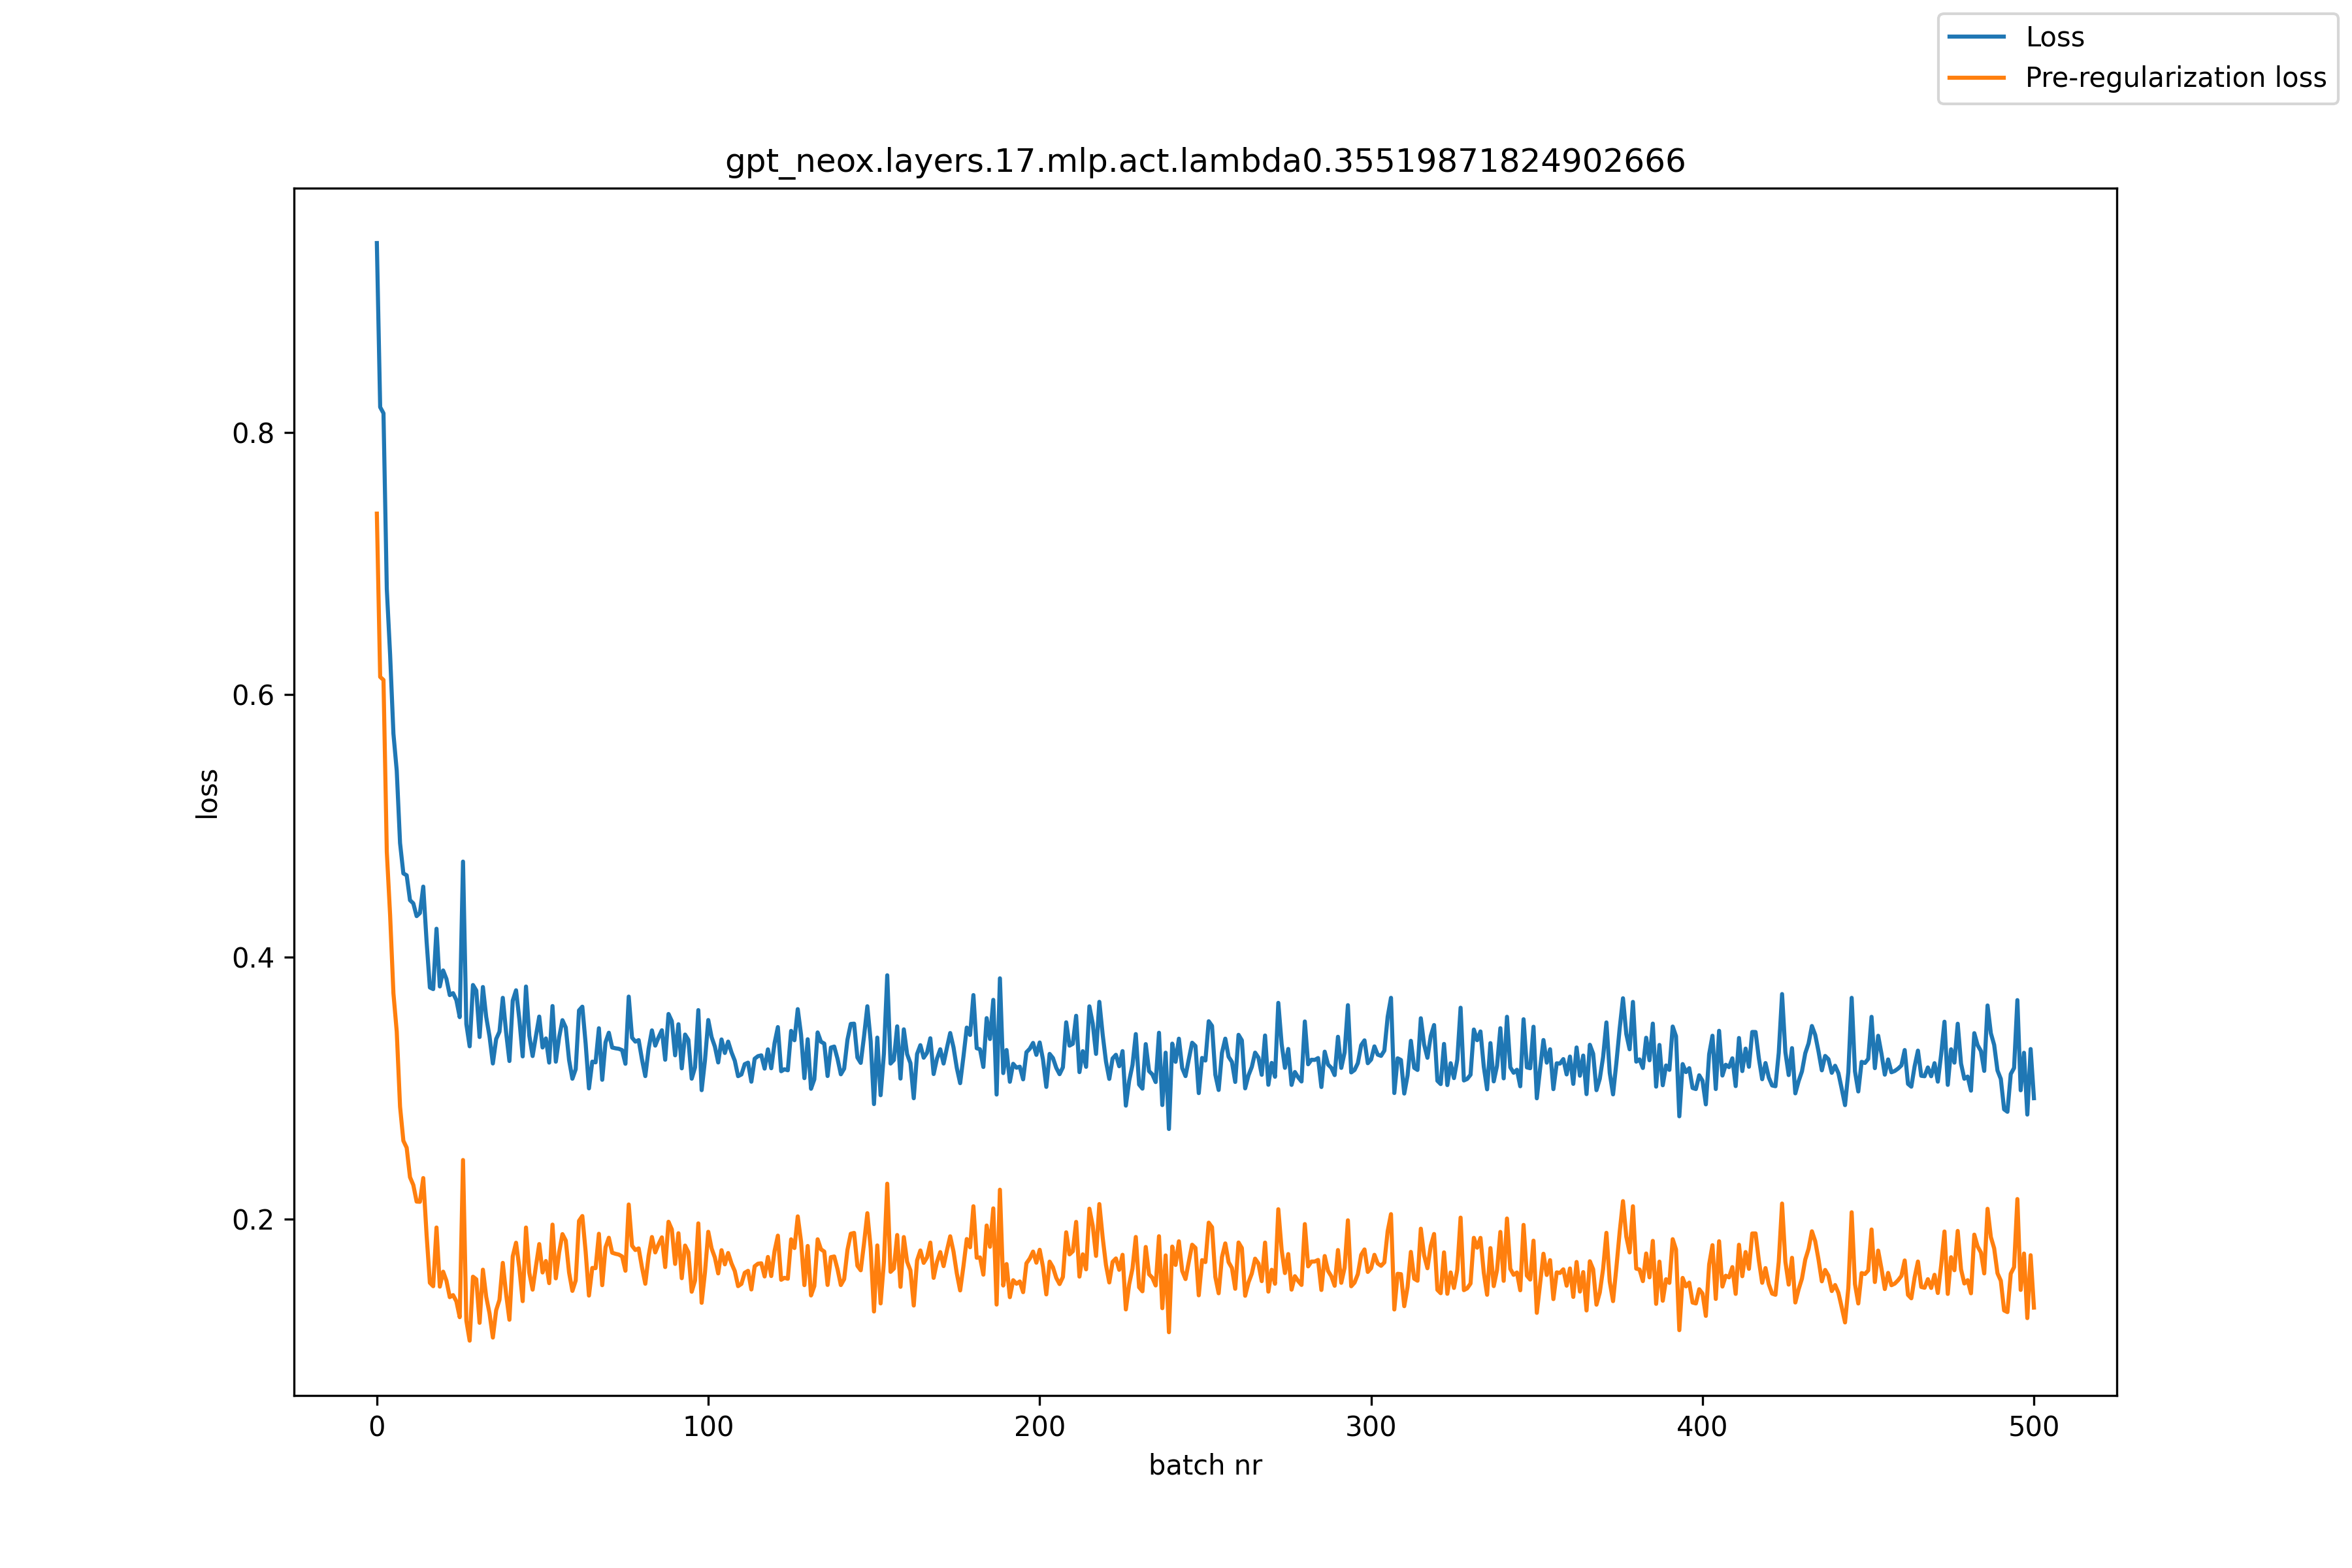 Loss
Pre-regularization loss
gpt_neox.layers.17.mlp.act.lambda0.35519871824902666
0.8
0.6
0.4
0.2
loss
0 100 200 300 400 500
batch nr